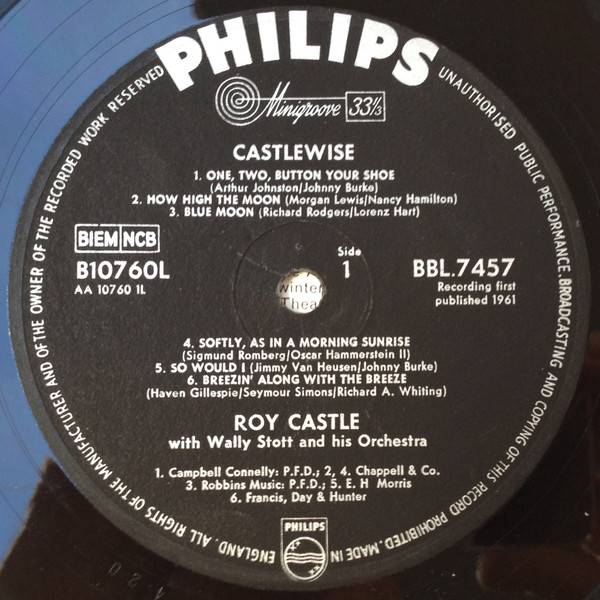 PHILIPS
Minigroove 33⅓
CASTLEWISE
1. ONE, TWO, BUTTON YOUR SHOE
(Arthur Johnston/Johnny Burke)
2. HOW HIGH THE MOON (Morgan Lewis/Nancy Hamilton)
3. BLUE MOON (Richard Rodgers/Lorenz Hart)
BIEM NCB
B10760L
AA 10760 1L
Side
1
BBL.7457
Recording first
published 1961
winter
Thea
4. SOFTLY, AS IN A MORNING SUNRISE
(Sigmund Romberg/Oscar Hammerstein II)
5. SO WOULD I (Jimmy Van Heusen/Johnny Burke)
6. BREEZIN' ALONG WITH THE BREEZE
(Haven Gillespie/Seymour Simons/Richard A. Whiting)
ROY CASTLE
with Wally Stott and his Orchestra
1. Campbell Connelly: P.F.D.; 2, 4. Chappell & Co.
3. Robbins Music: P.F.D.; 5. E. H Morris
6. Francis, Day & Hunter
PHILIPS
ALL RIGHTS OF THE MANUFACTURER AND OF THE OWNER OF THE RECORDED WORK RESERVED
UNAUTHORISED PUBLIC PERFORMANCE, BROADCASTING AND COPYING OF THIS RECORD PROHIBITED. MADE IN ENGLAND.
420